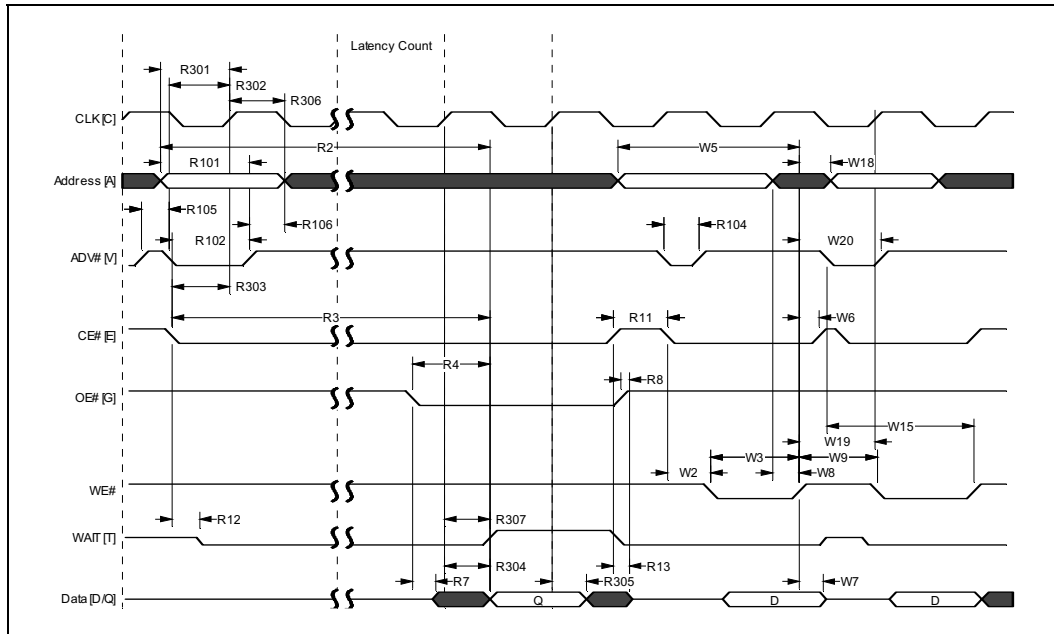 Latency Count
R301
R302
R306
CLK[C]
R2
W5
R101
W18
Address [A]
R105
R106
R104
R102
W20
ADV# [V]
R303
R3
R11
W6
CE# [E]
R4
R8
OE# [G]
W15
W19
W3
W9
W2
W8
WE#
R12
R307
WAIT [T]
R304
R13
R7
R305
W7
Data [D/Q]
Q
D
D